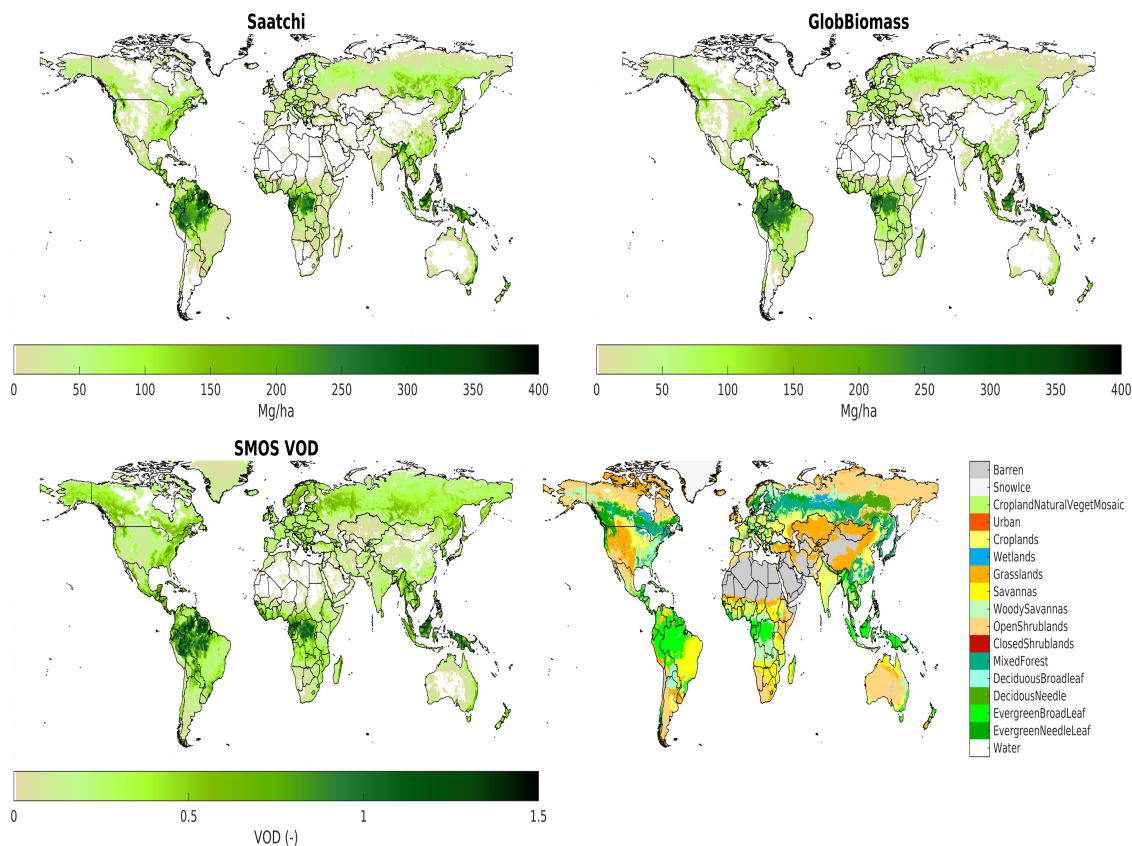 Saatchi
GlobBiomass
0 50 100 150 200 250 300 350 400
Mg/ha
0 50 100 150 200 250 300 350 400
Mg/ha
SMOS VOD
0 0.5 1 1.5
VOD (-)
Barren
SnowIce
CroplandNaturalVegetMosaic
Urban
Croplands
Wetlands
Grasslands
Savannas
WoodySavannas
OpenShrublands
ClosedShrublands
MixedForest
DeciduousBroadleaf
DecidousNeedle
EvergreenBroadLeaf
EvergreenNeedleLeaf
Water